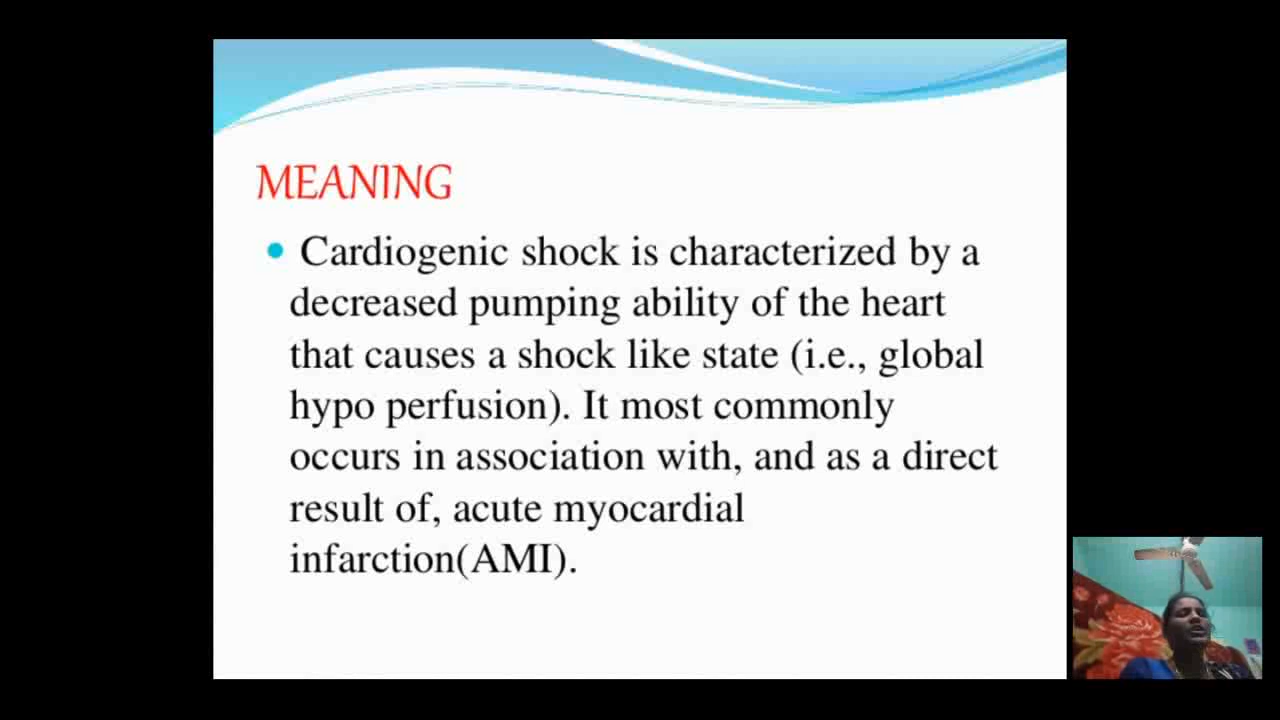 MEANING
Cardiogenic shock is characterized by a
decreased pumping ability of the heart
that causes a shock like state (i.e., global
hypo perfusion). It most commonly
occurs in association with, and as a direct
result of, acute myocardial
infarction(AMI).